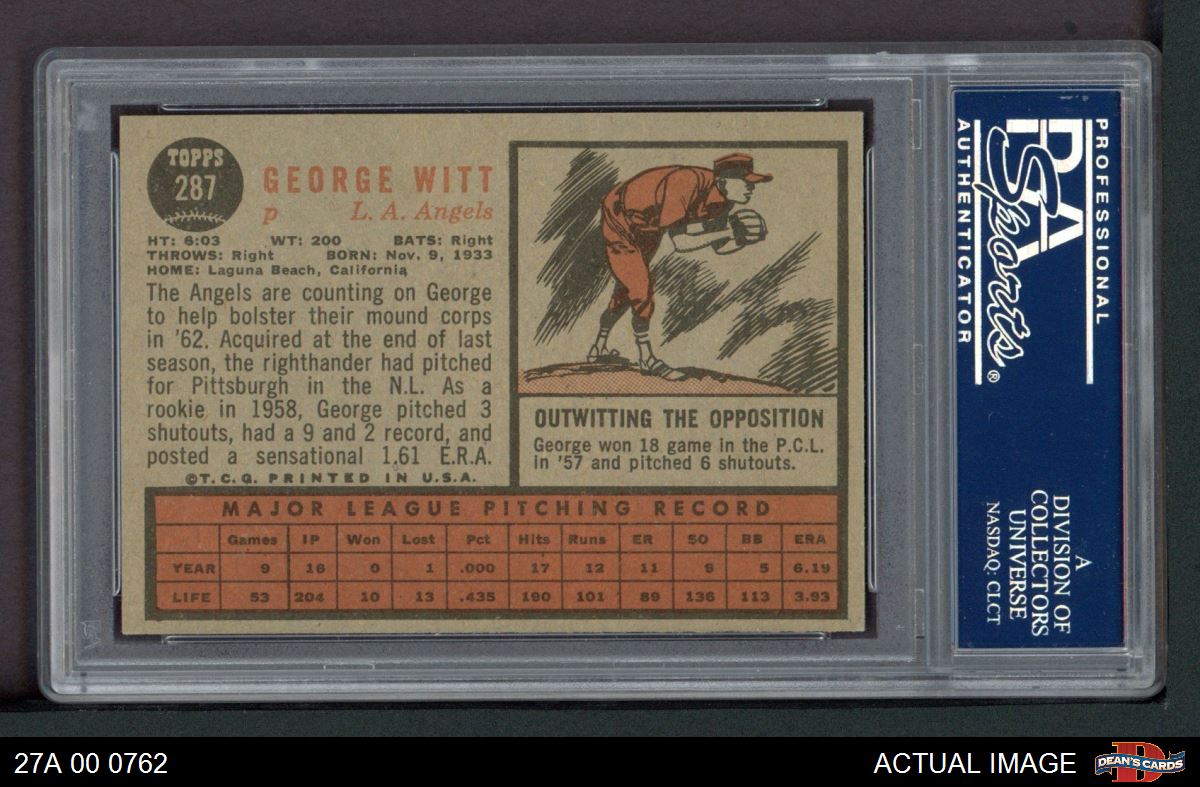 TOPPS
287
GEORGE WITT
p L. A. Angels
HT: 6:03 WT: 200 BATS: Right
THROWS: Right BORN: Nov. 9, 1933
HOME: Laguna Beach, California
The Angels are counting on George
to help bolster their mound corps
in '62. Acquired at the end of last
season, the righthander had pitched
for Pittsburgh in the N.L. As a
rookie in 1958, George pitched 3
shutouts, had a 9 and 2 record, and
posted a sensational 1.61 E.R.A.
©T.C.G. PRINTED IN U.S.A.
OUTWITTING THE OPPOSITION
George won 18 game in the P.C.L.
in '57 and pitched 6 shutouts.
MAJOR LEAGUE PITCHING RECORD
Games IP Won Lost Pct Hits Runs ER SO BB ERA
YEAR 9 16 0 1 .000 17 12 11 9 5 6.19
LIFE 53 204 10 13 .435 190 101 89 136 113 3.93
PROFESSIONAL
PSA
Sports®
AUTHENTICATOR
A
DIVISION OF
COLLECTORS
UNIVERSE
NASDAQ: CLCT
27A 00 0762
ACTUAL IMAGE
D
DEAN'S CARDS